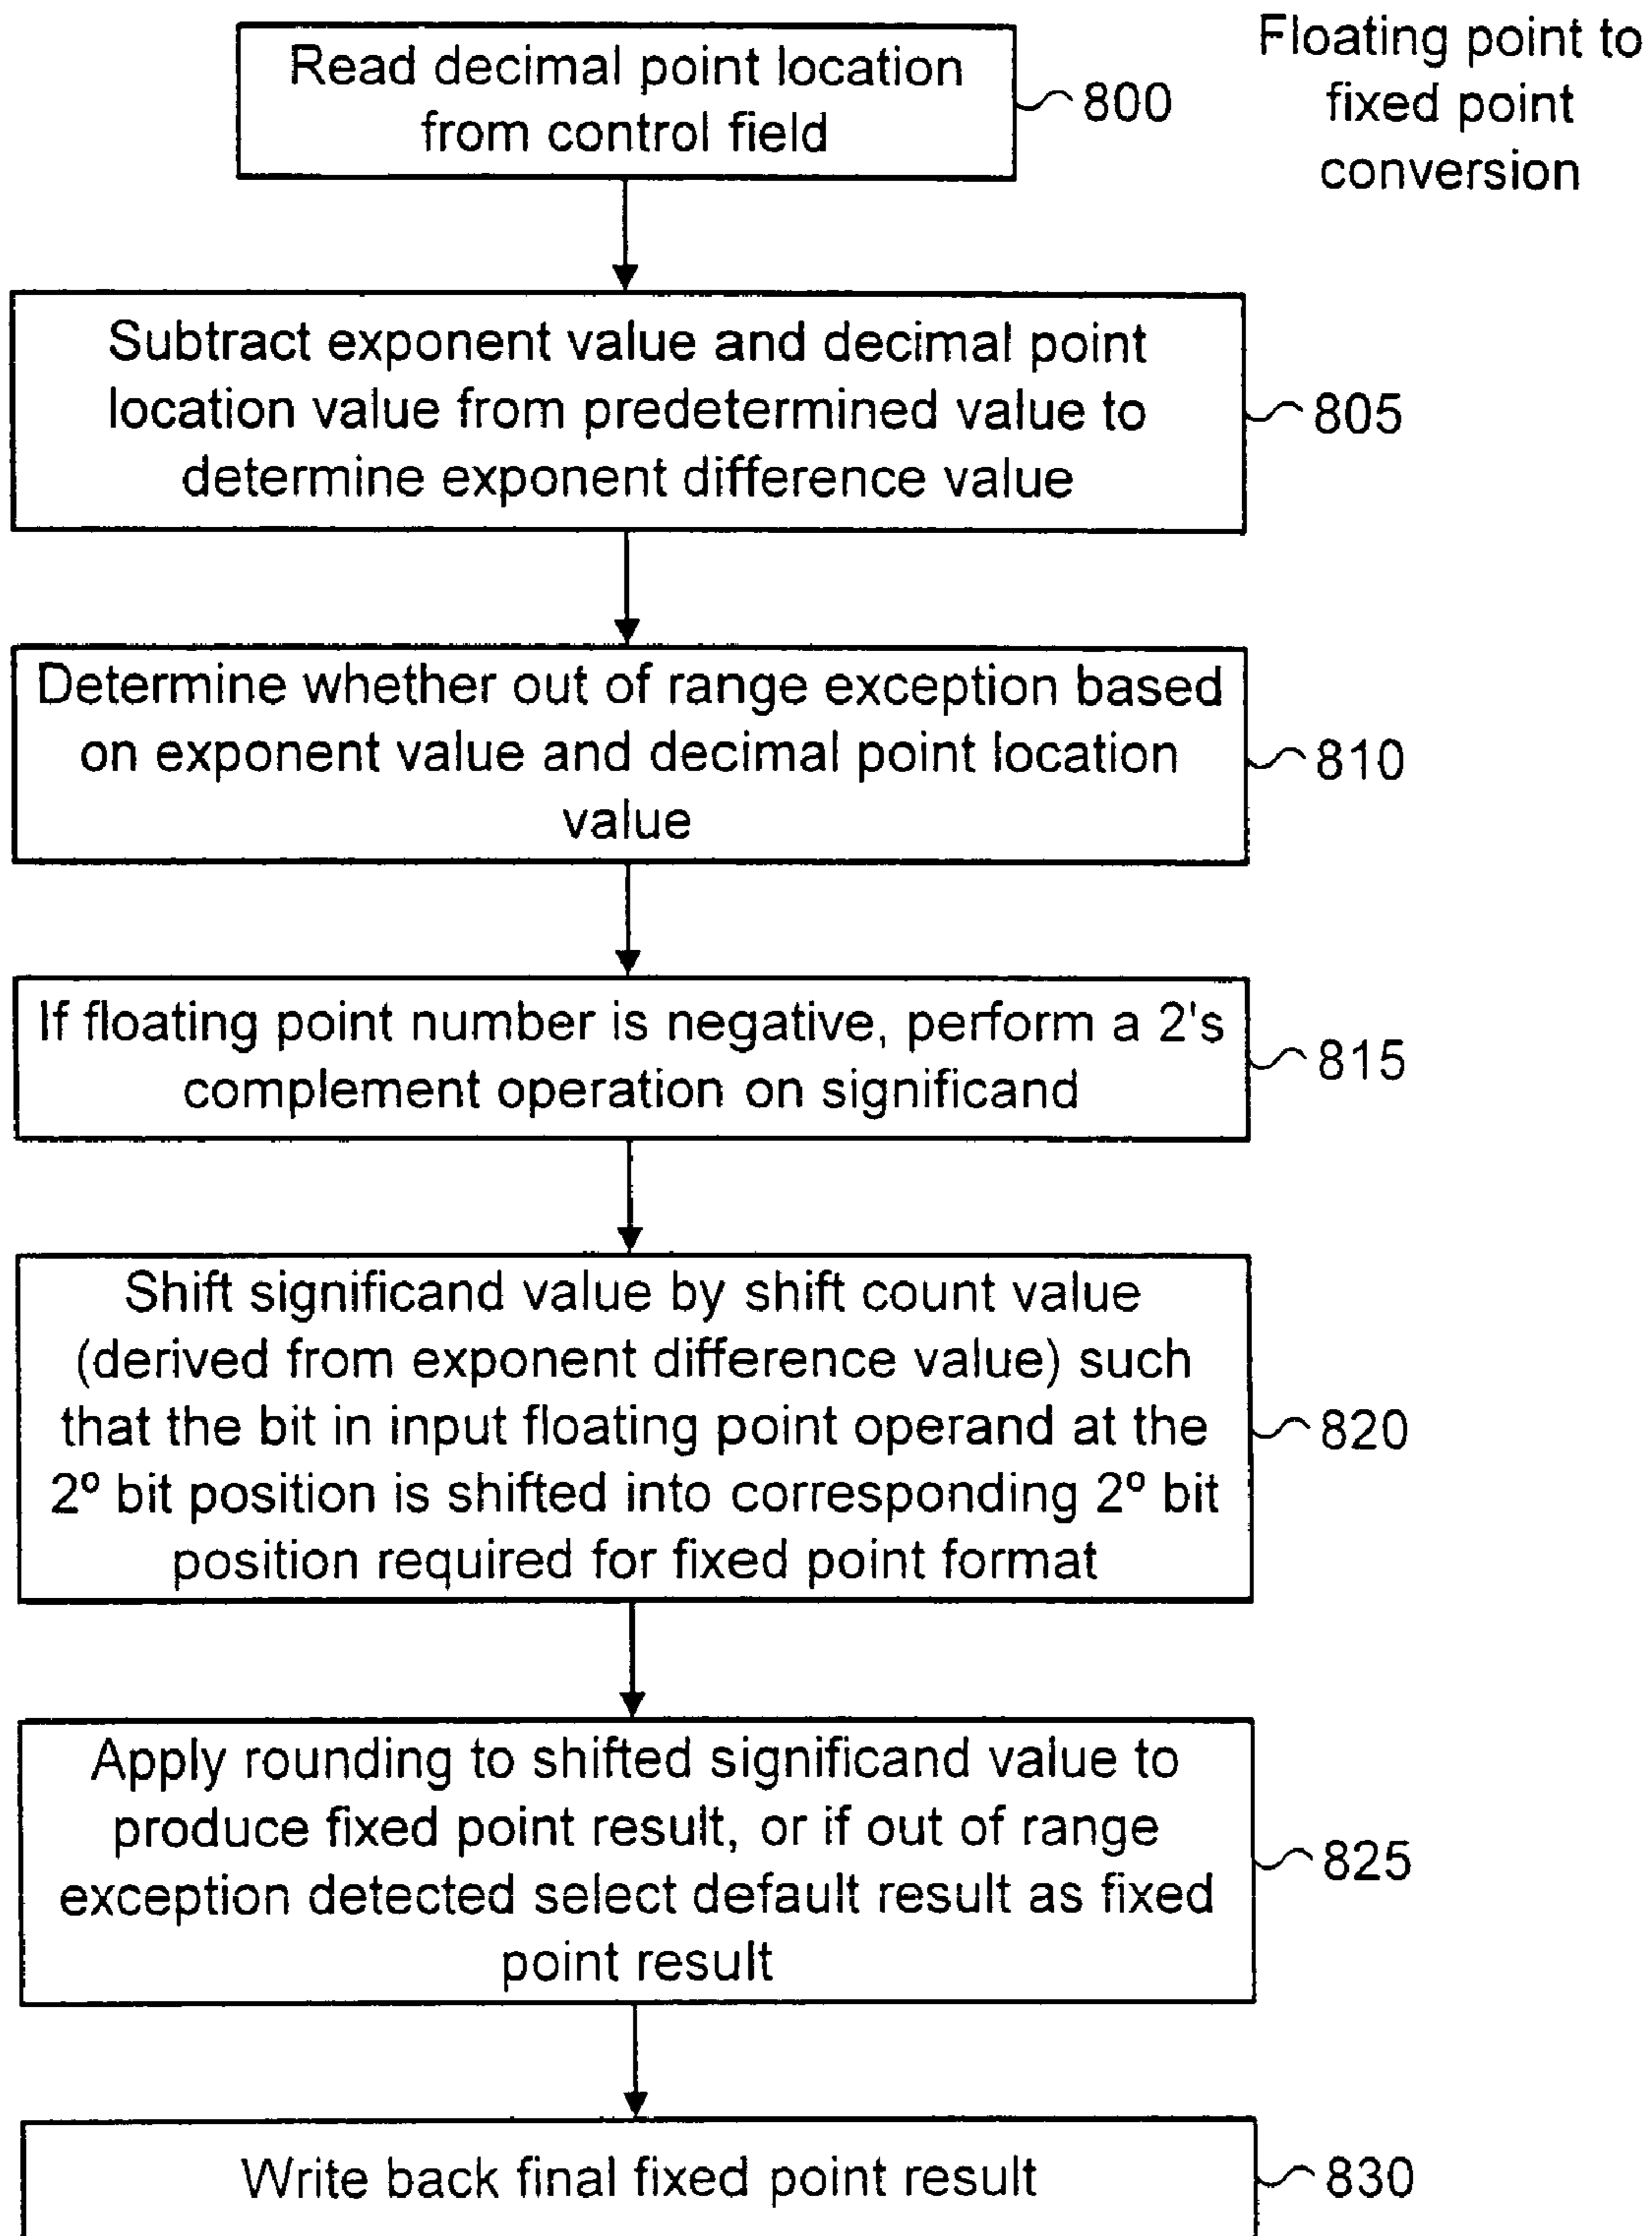 Floating point to
fixed point
conversion
Read decimal point location
from control field
800
Subtract exponent value and decimal point
location value from predetermined value to
determine exponent difference value
805
Determine whether out of range exception based
on exponent value and decimal point location
value
810
If floating point number is negative, perform a 2's
complement operation on significand
815
Shift significand value by shift count value
(derived from exponent difference value) such
that the bit in input floating point operand at the
2º bit position is shifted into corresponding 2º bit
position required for fixed point format
820
Apply rounding to shifted significand value to
produce fixed point result, or if out of range
exception detected select default result as fixed
point result
825
Write back final fixed point result
830